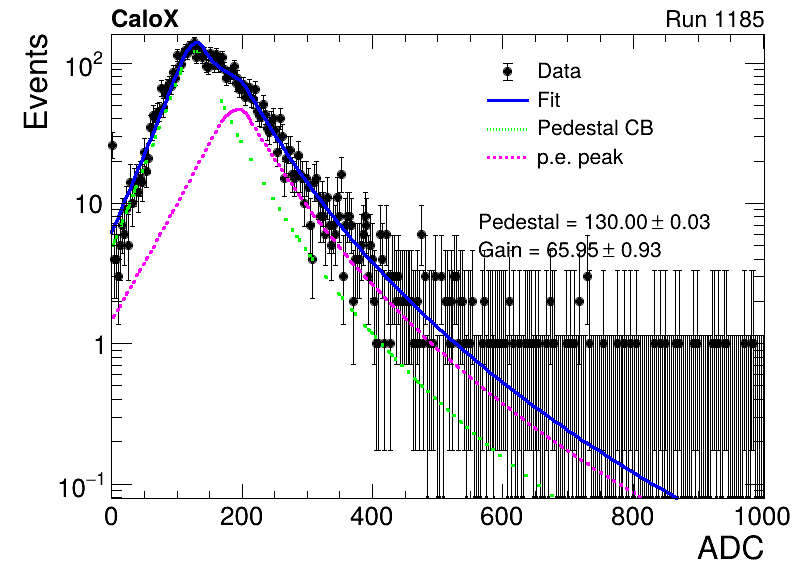 CaloX Run 1185
Events
10²
10
1
10⁻¹
Data
Fit
Pedestal CB
p.e. peak
Pedestal = 130.00 ± 0.03
Gain = 65.95 ± 0.93
0 200 400 600 800 1000
ADC